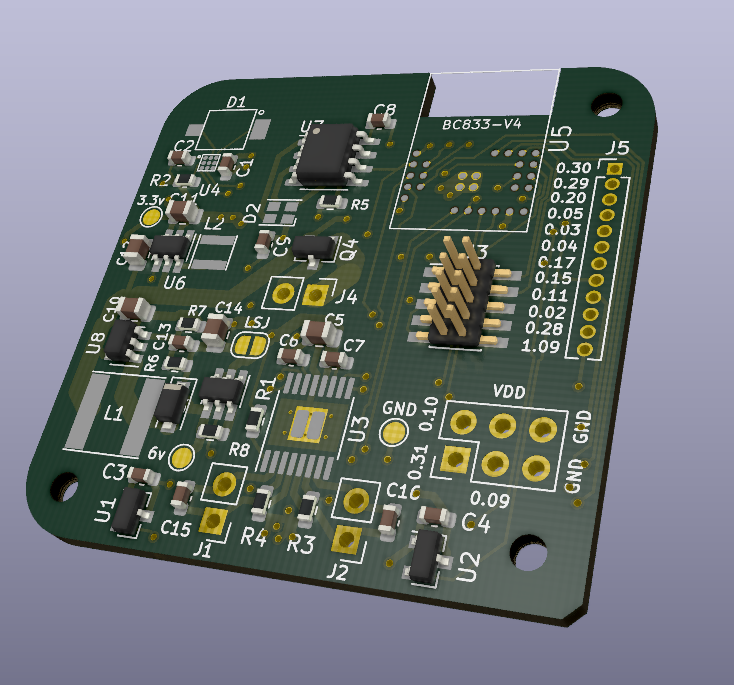 D1
C8
BC833-V4
U5
J5
C2
C1
0.30
R2
U4
0.29
3.3v
C11
D2
R5
0.20
0.05
L2
0.03
C9
Q4
0.04
U6
0.17
J4
0.15
0.11
C10
R7
C14
LSJ
C5
0.02
U8
C13
C6
C7
0.28
R6
1.09
L1
R1
U3
GND
VDD
0.10
GND
6v
R8
0.31
GND
C3
0.09
U1
C15
J1
R4
R3
J2
C16
C4
U2